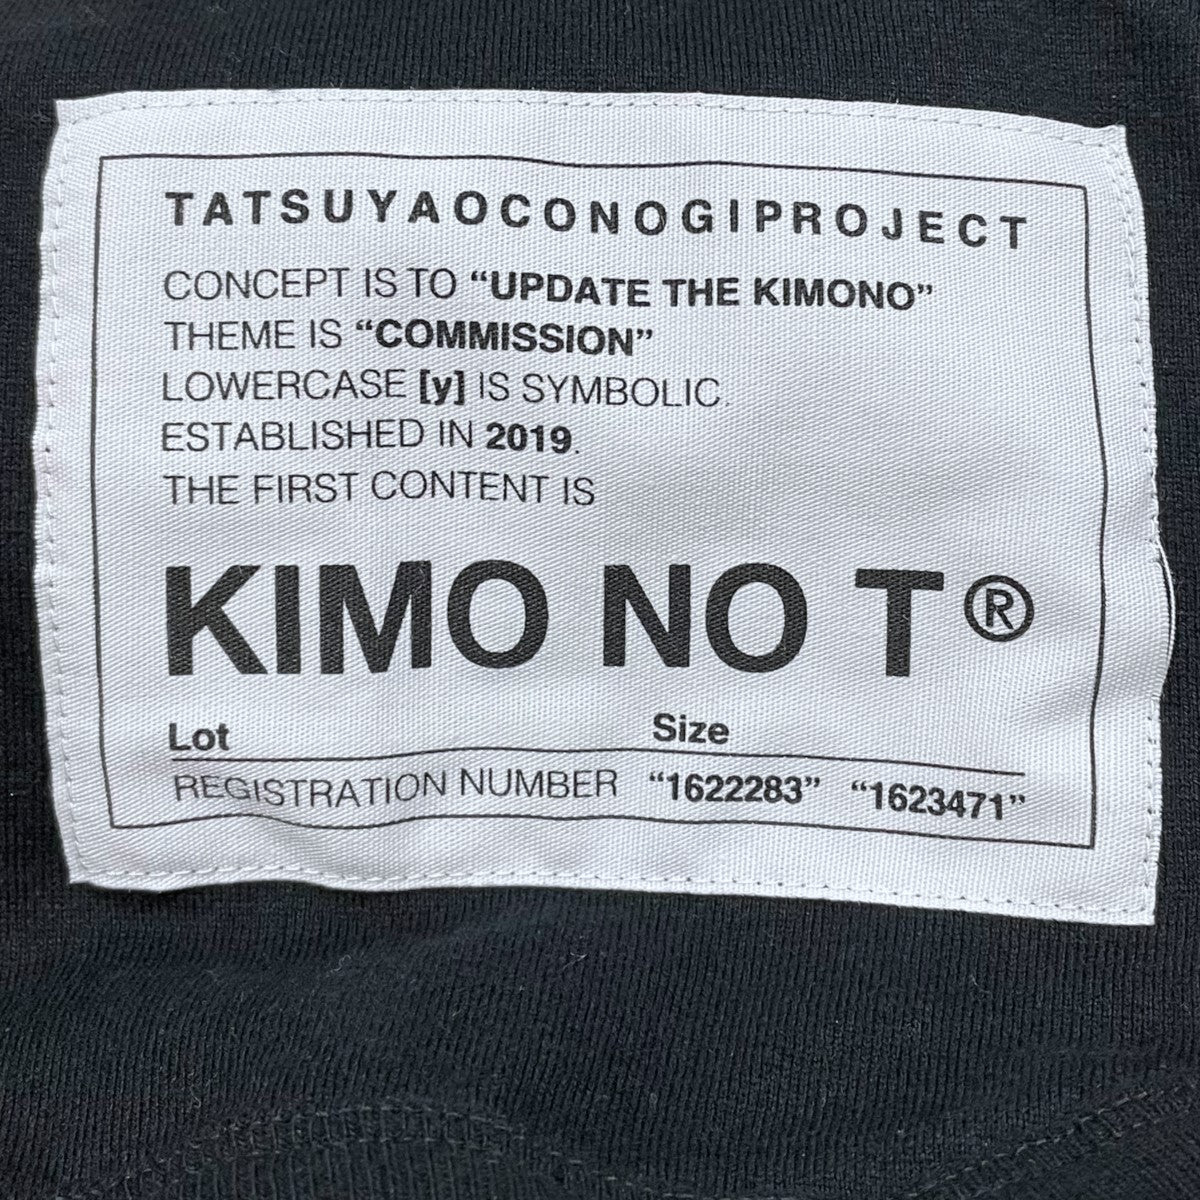 TATSUYAOCONOGIPROJECT
CONCEPT IS TO “UPDATE THE KIMONO”
THEME IS “COMMISSION”
LOWERCASE [y] IS SYMBOLIC.
ESTABLISHED IN 2019.
THE FIRST CONTENT IS
KIMO NO T®
Lot Size
REGISTRATION NUMBER “1622283” “1623471”